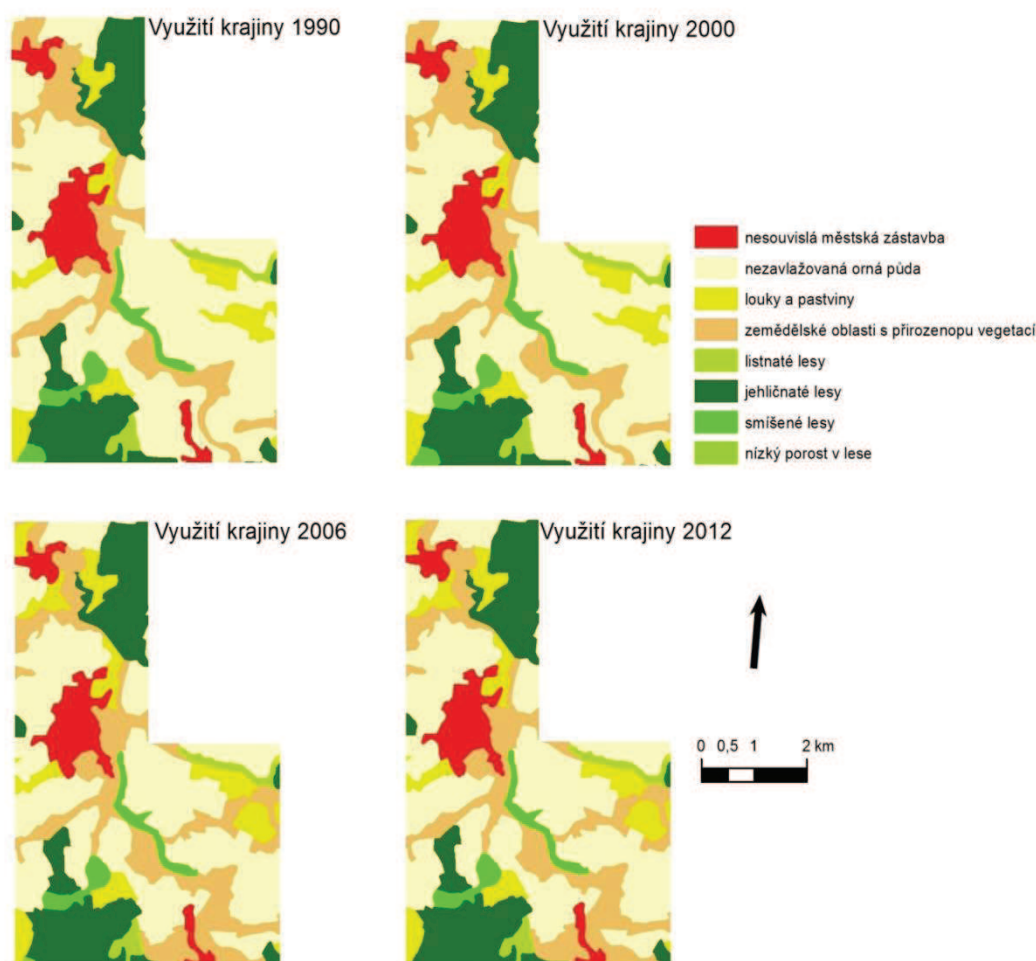 Využití krajiny 1990
Využití krajiny 2000
nesouvislá městská zástavba
nezavlažovaná orná půda
louky a pastviny
zemědělské oblasti s přirozenopu vegetací
listnaté lesy
jehličnaté lesy
smíšené lesy
nízký porost v lese
Využití krajiny 2006
Využití krajiny 2012
0 0,5 1 2 km